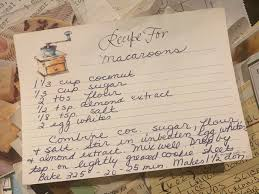 Recipe For
Macaroons
1 1/3 cup coconut
1/3 cup sugar
2 tbs flour
1/2 tsp almond extract
1/8 tsp. salt
2 egg whites
Combine coc. sugar, flour
& salt. stir in unbeaten egg whites
& almond extract. Mix well. Drop by
tsp. on lightly greased cookie sheets
Bake 325 - 20-25 min. Makes 1 1/2 doz.